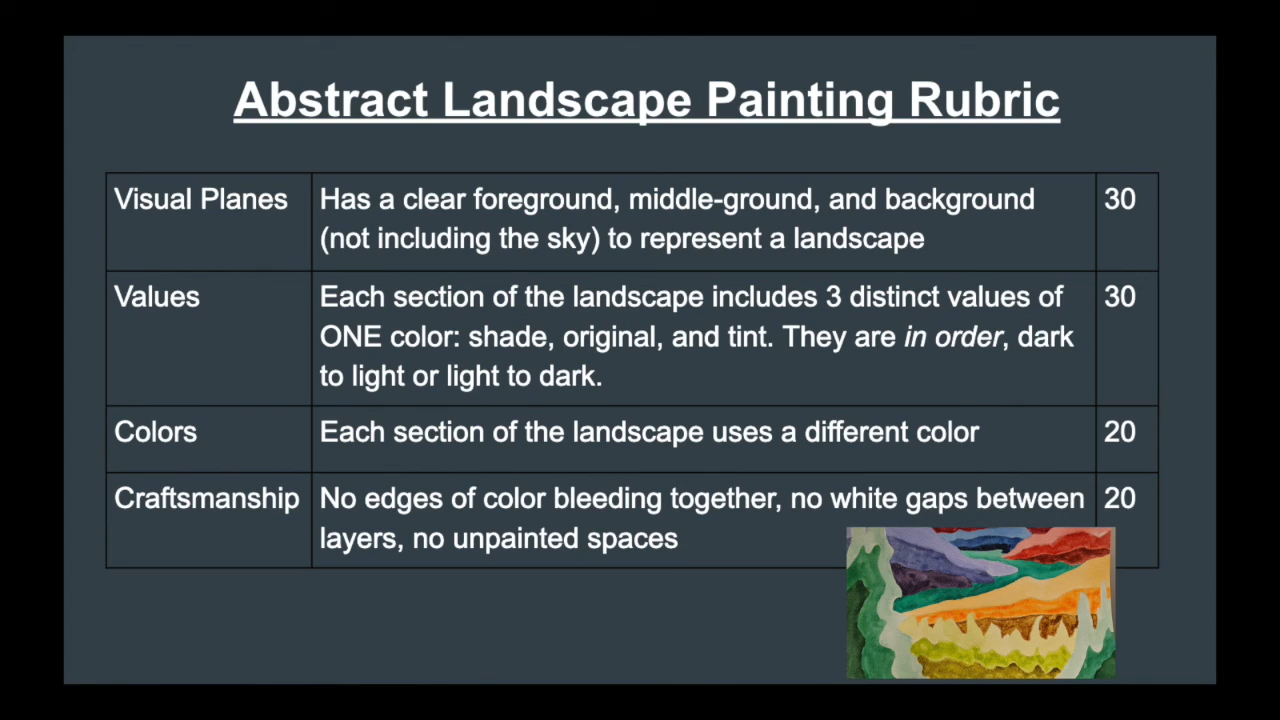 Abstract Landscape Painting Rubric
Visual Planes
Has a clear foreground, middle-ground, and background
(not including the sky) to represent a landscape
30
Values
Each section of the landscape includes 3 distinct values of
ONE color: shade, original, and tint. They are in order, dark
to light or light to dark.
30
Colors
Each section of the landscape uses a different color
20
Craftsmanship
No edges of color bleeding together, no white gaps between
layers, no unpainted spaces
20